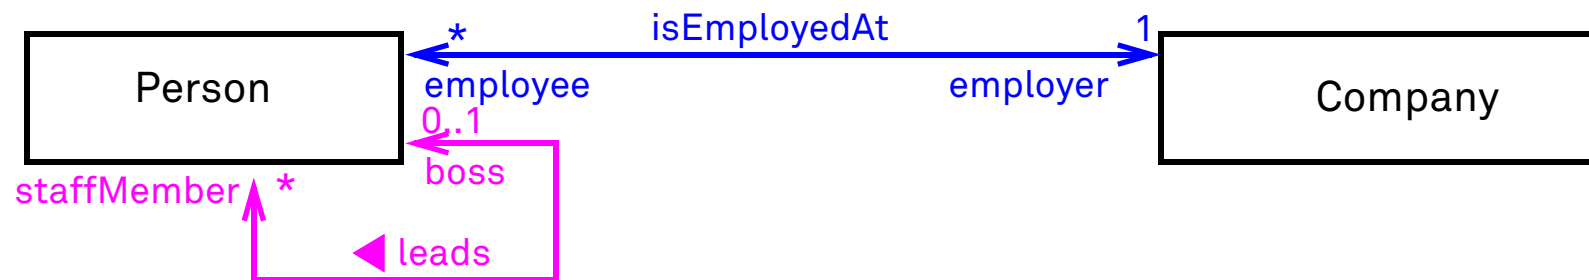 * isEmployedAt 1
Person
employee employer
Company
0..1
boss
staffMember *
leads